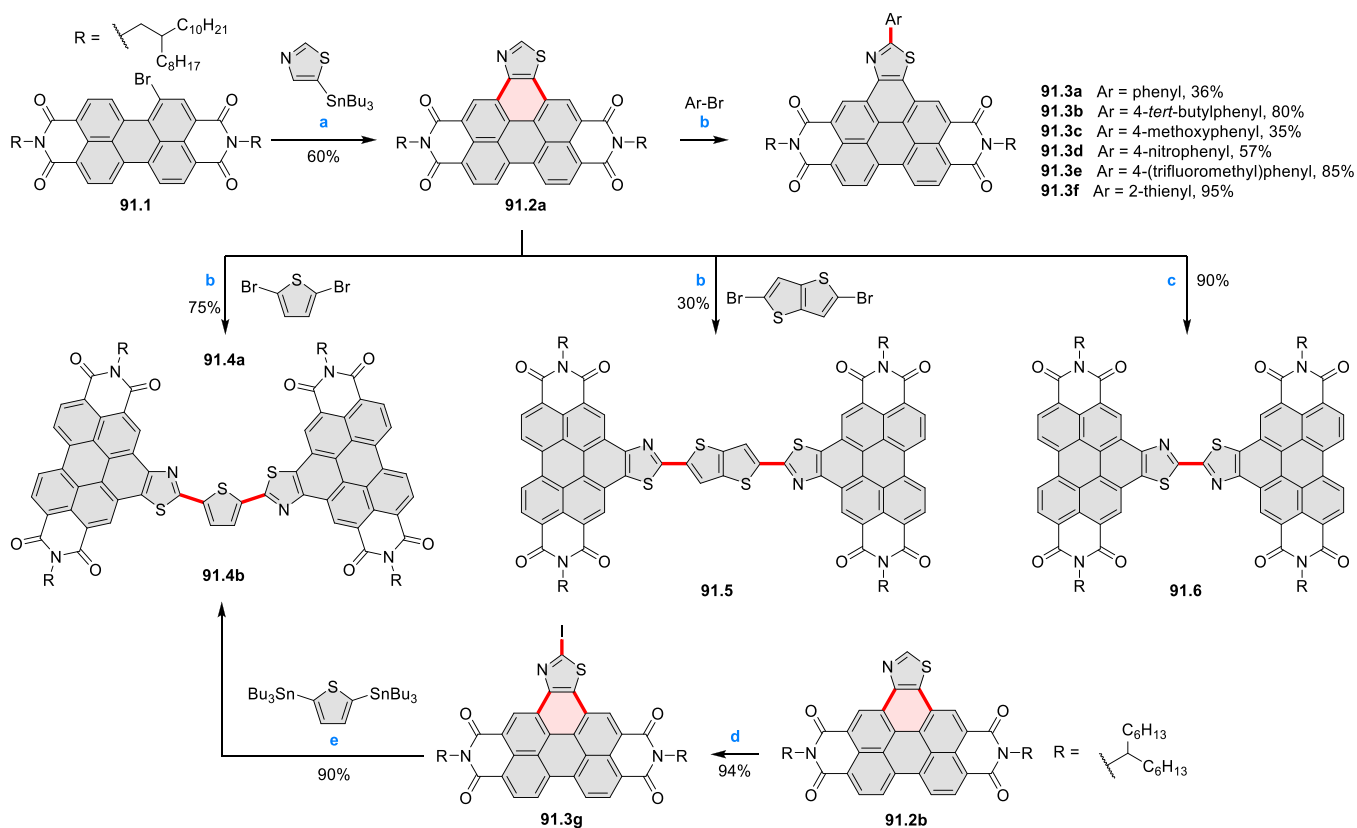 R =
C10H21
C8H17
Br
O
O
R N
N R
O
O
91.1
N
S
SnBu3
a
60%
N
S
O
O
R N
N R
O
O
91.2a
Ar-Br
b
Ar
N
S
O
O
R N
N R
O
O
91.3a Ar = phenyl, 36%
91.3b Ar = 4-tert-butylphenyl, 80%
91.3c Ar = 4-methoxyphenyl, 35%
91.3d Ar = 4-nitrophenyl, 57%
91.3e Ar = 4-(trifluoromethyl)phenyl, 85%
91.3f Ar = 2-thienyl, 95%
b
75%
Br S Br
b
30%
Br S S Br
c
90%
91.4a
R
O N O
N
S
S
S
N
O N O
R
R
O N O
O N O
R
91.4b
R
O N O
N
S
S
S
S
N
O N O
R
R
O N O
O N O
R
91.5
R
O N O
N
S
S
N
O N O
R
R
O N O
O N O
R
91.6
Bu3Sn S SnBu3
e
90%
I
N
S
O
O
R N
N R
O
O
91.3g
d
94%
N
S
O
O
R N
N R
O
O
91.2b
R =
C6H13
C6H13